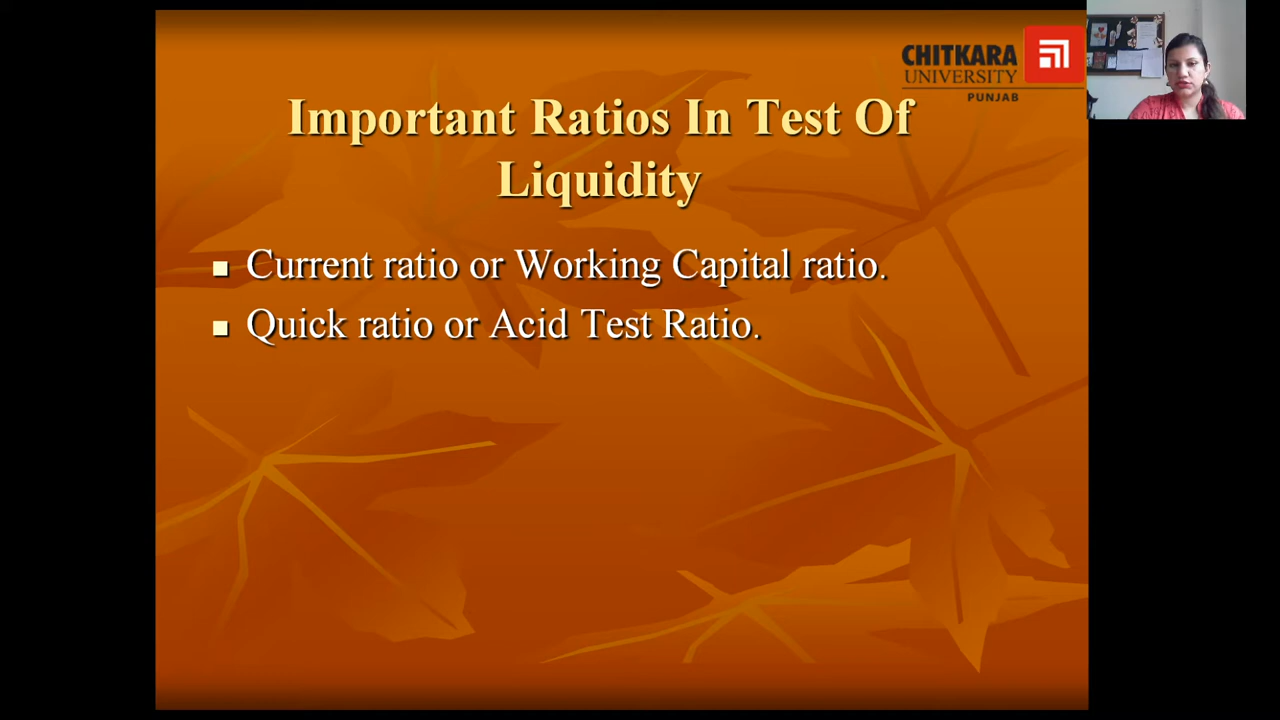 CHITKARA
UNIVERSITY
PUNJAB
Important Ratios In Test Of
Liquidity
Current ratio or Working Capital ratio.
Quick ratio or Acid Test Ratio.